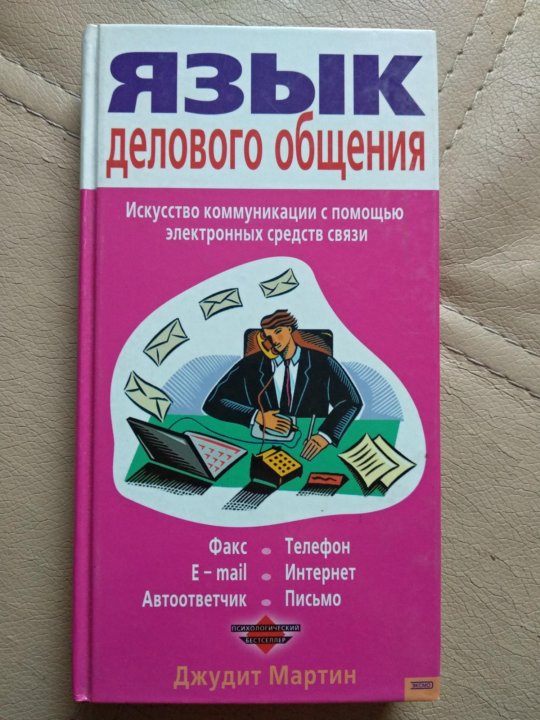 ЯЗЫК
делового общения
Искусство коммуникации с помощью
электронных средств связи
Факс • Телефон
E – mail • Интернет
Автоответчик • Письмо
ПСИХОЛОГИЧЕСКИЙ
БЕСТСЕЛЛЕР
Джудит Мартин
ЭКСМО